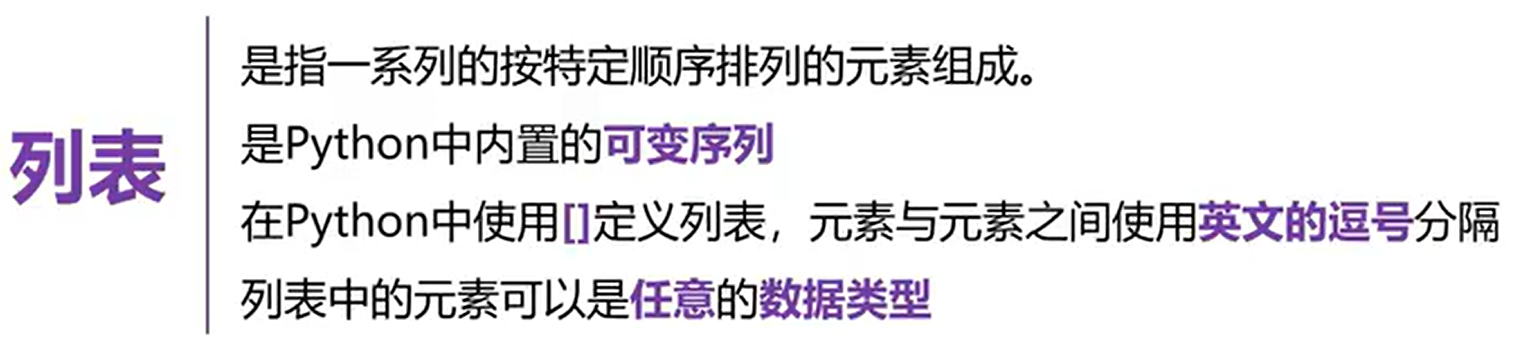 列表
是指一系列的按特定顺序排列的元素组成。
是Python中内置的可变序列
在Python中使用[]定义列表，元素与元素之间使用英文的逗号分隔
列表中的元素可以是任意的数据类型